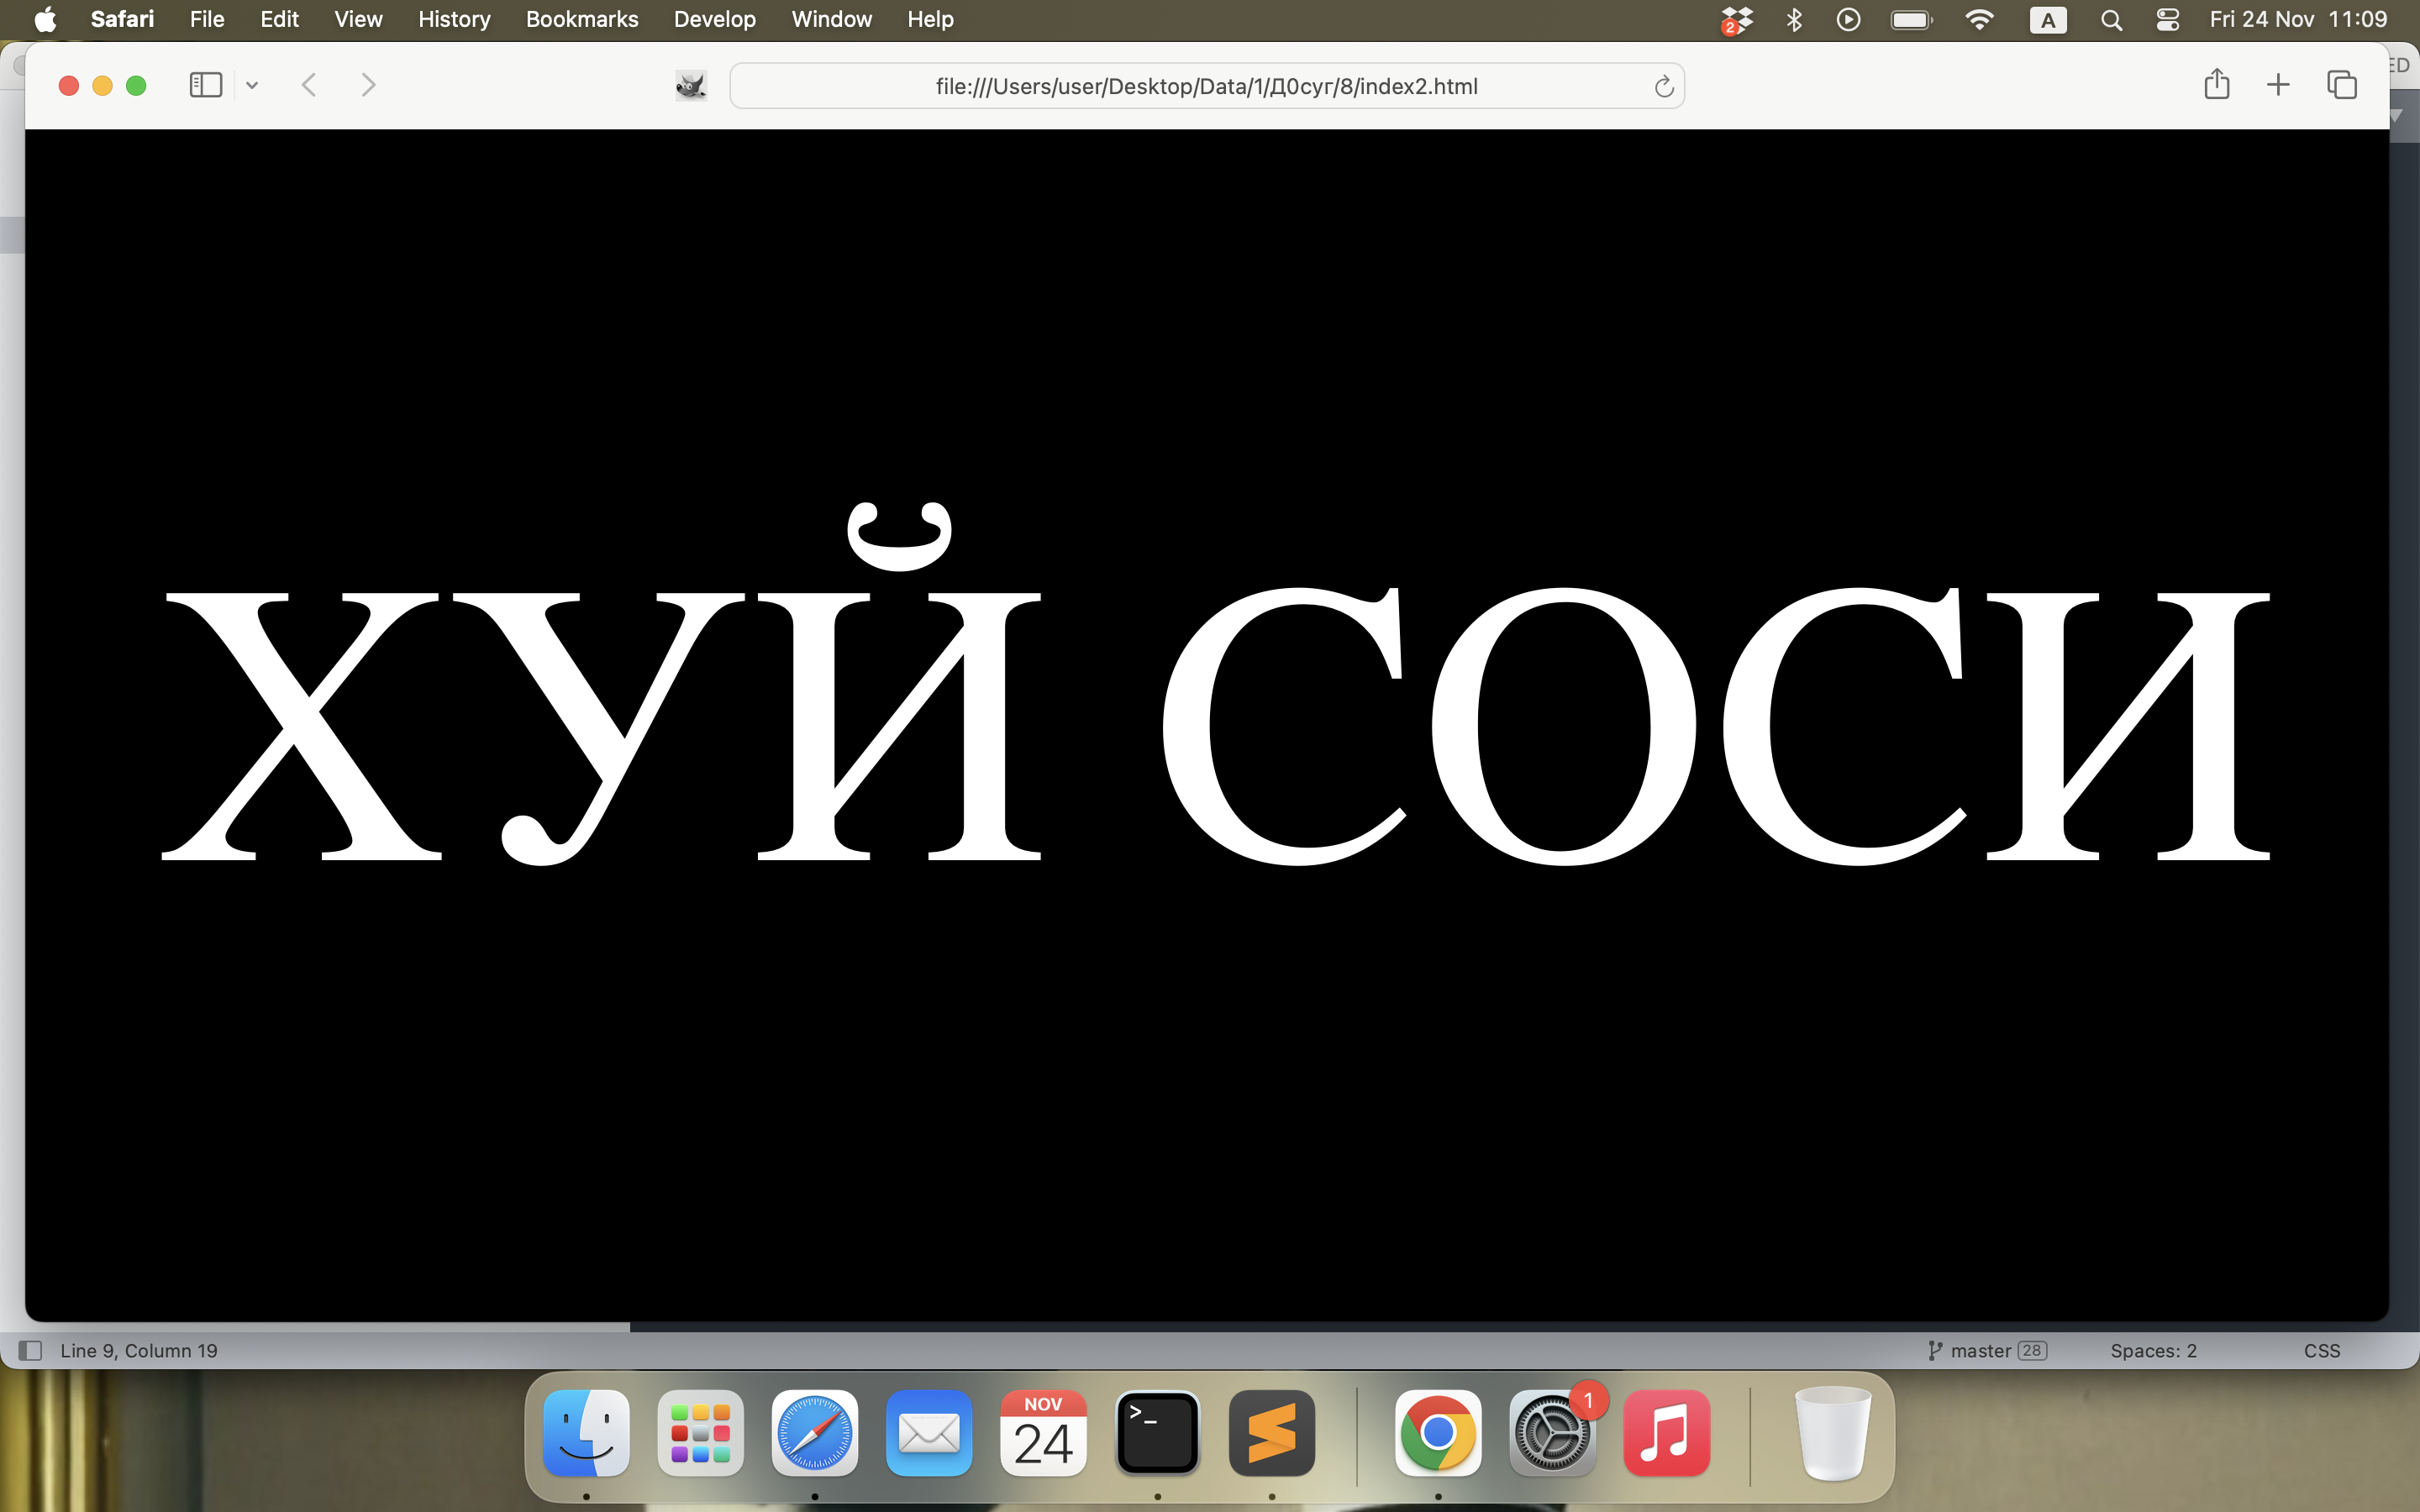 Safari File Edit View History Bookmarks Develop Window Help 2 A Fri 24 Nov 11:09
ED
file:///Users/user/Desktop/Data/1/Д0суг/8/index2.html
ХУЙ СОСИ
Line 9, Column 19 master 28 Spaces: 2 CSS
NOV
24
>_
1